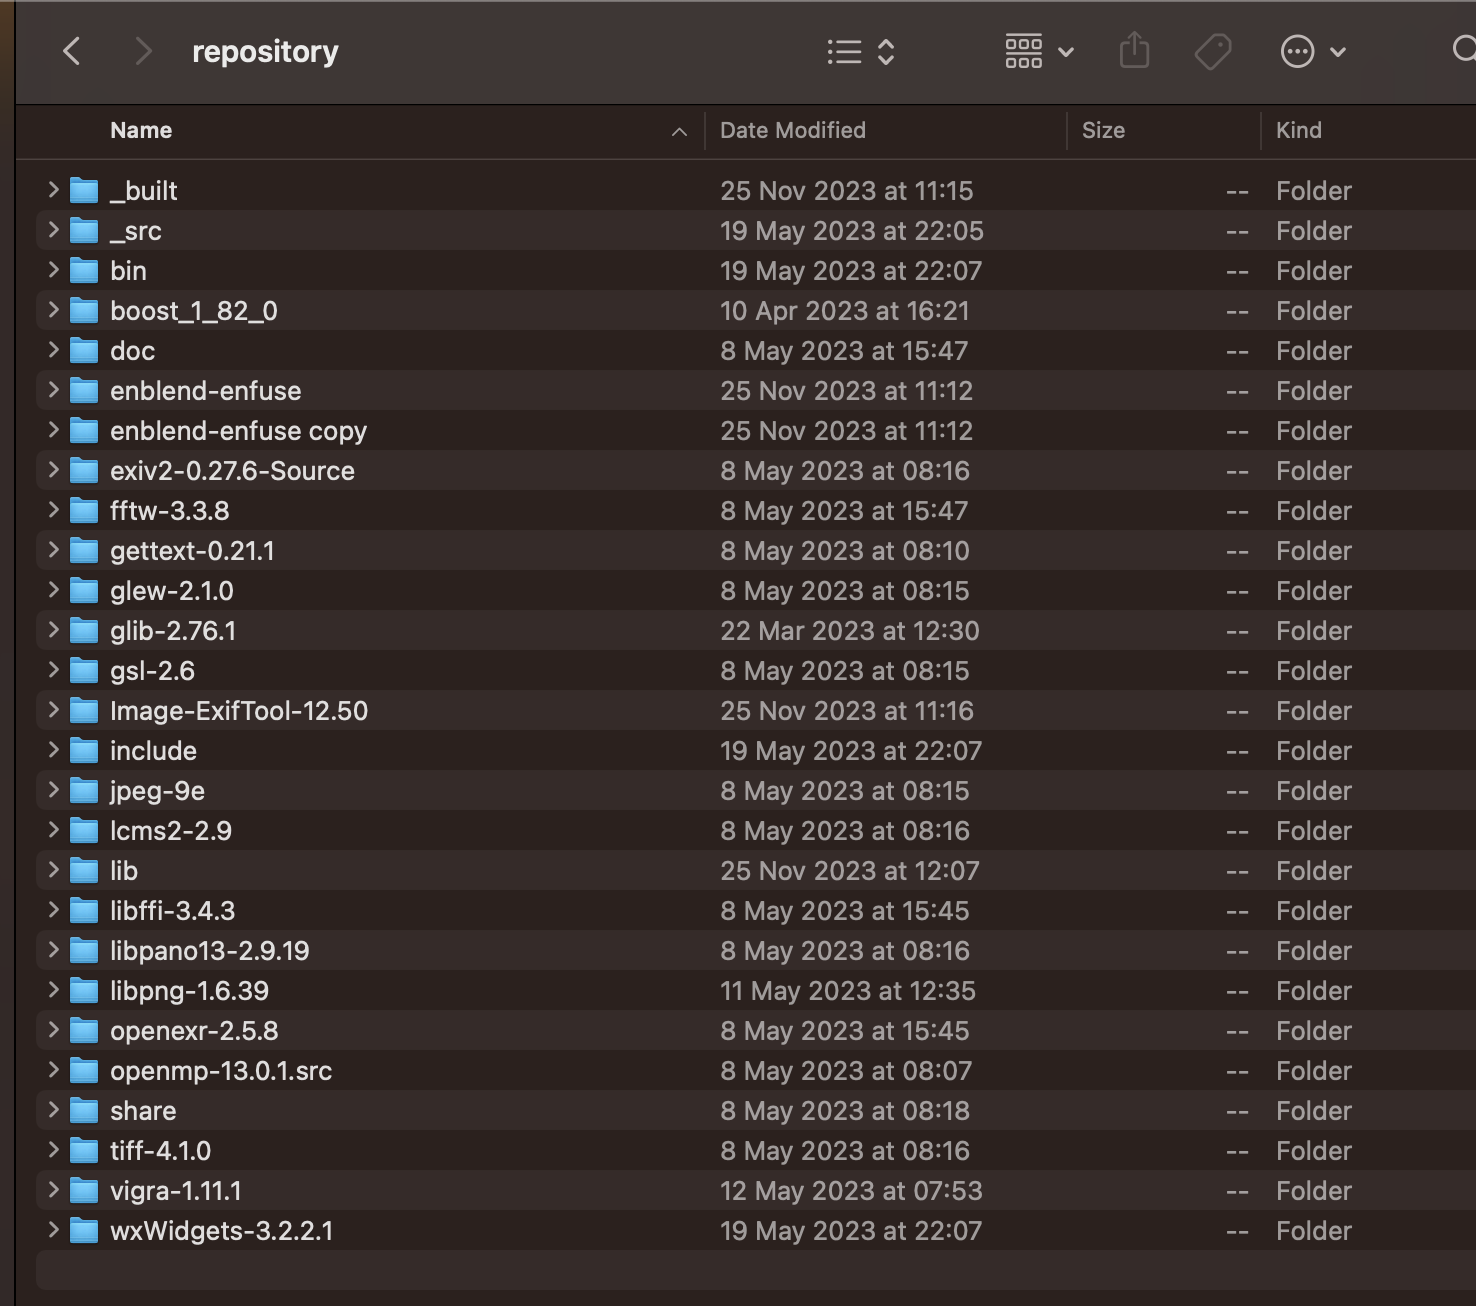 repository
Name Date Modified Size Kind
_built 25 Nov 2023 at 11:15 -- Folder
_src 19 May 2023 at 22:05 -- Folder
bin 19 May 2023 at 22:07 -- Folder
boost_1_82_0 10 Apr 2023 at 16:21 -- Folder
doc 8 May 2023 at 15:47 -- Folder
enblend-enfuse 25 Nov 2023 at 11:12 -- Folder
enblend-enfuse copy 25 Nov 2023 at 11:12 -- Folder
exiv2-0.27.6-Source 8 May 2023 at 08:16 -- Folder
fftw-3.3.8 8 May 2023 at 15:47 -- Folder
gettext-0.21.1 8 May 2023 at 08:10 -- Folder
glew-2.1.0 8 May 2023 at 08:15 -- Folder
glib-2.76.1 22 Mar 2023 at 12:30 -- Folder
gsl-2.6 8 May 2023 at 08:15 -- Folder
Image-ExifTool-12.50 25 Nov 2023 at 11:16 -- Folder
include 19 May 2023 at 22:07 -- Folder
jpeg-9e 8 May 2023 at 08:15 -- Folder
lcms2-2.9 8 May 2023 at 08:16 -- Folder
lib 25 Nov 2023 at 12:07 -- Folder
libffi-3.4.3 8 May 2023 at 15:45 -- Folder
libpano13-2.9.19 8 May 2023 at 08:16 -- Folder
libpng-1.6.39 11 May 2023 at 12:35 -- Folder
openexr-2.5.8 8 May 2023 at 15:45 -- Folder
openmp-13.0.1.src 8 May 2023 at 08:07 -- Folder
share 8 May 2023 at 08:18 -- Folder
tiff-4.1.0 8 May 2023 at 08:16 -- Folder
vigra-1.11.1 12 May 2023 at 07:53 -- Folder
wxWidgets-3.2.2.1 19 May 2023 at 22:07 -- Folder